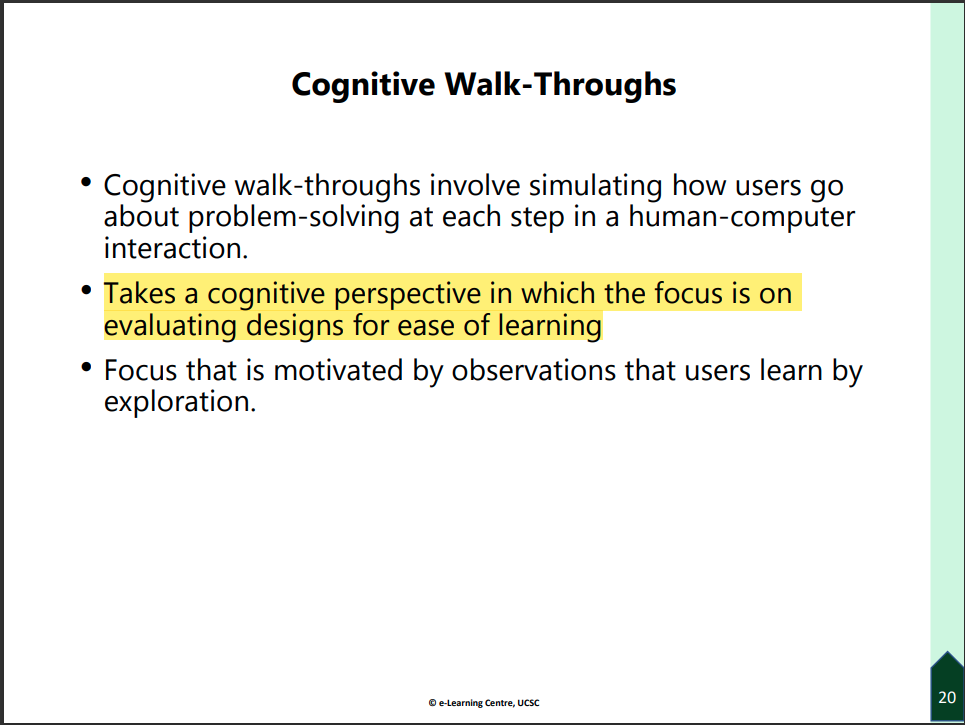 Cognitive Walk-Throughs
• Cognitive walk-throughs involve simulating how users go
about problem-solving at each step in a human-computer
interaction.
• Takes a cognitive perspective in which the focus is on
evaluating designs for ease of learning
• Focus that is motivated by observations that users learn by
exploration.
© e-Learning Centre, UCSC
20